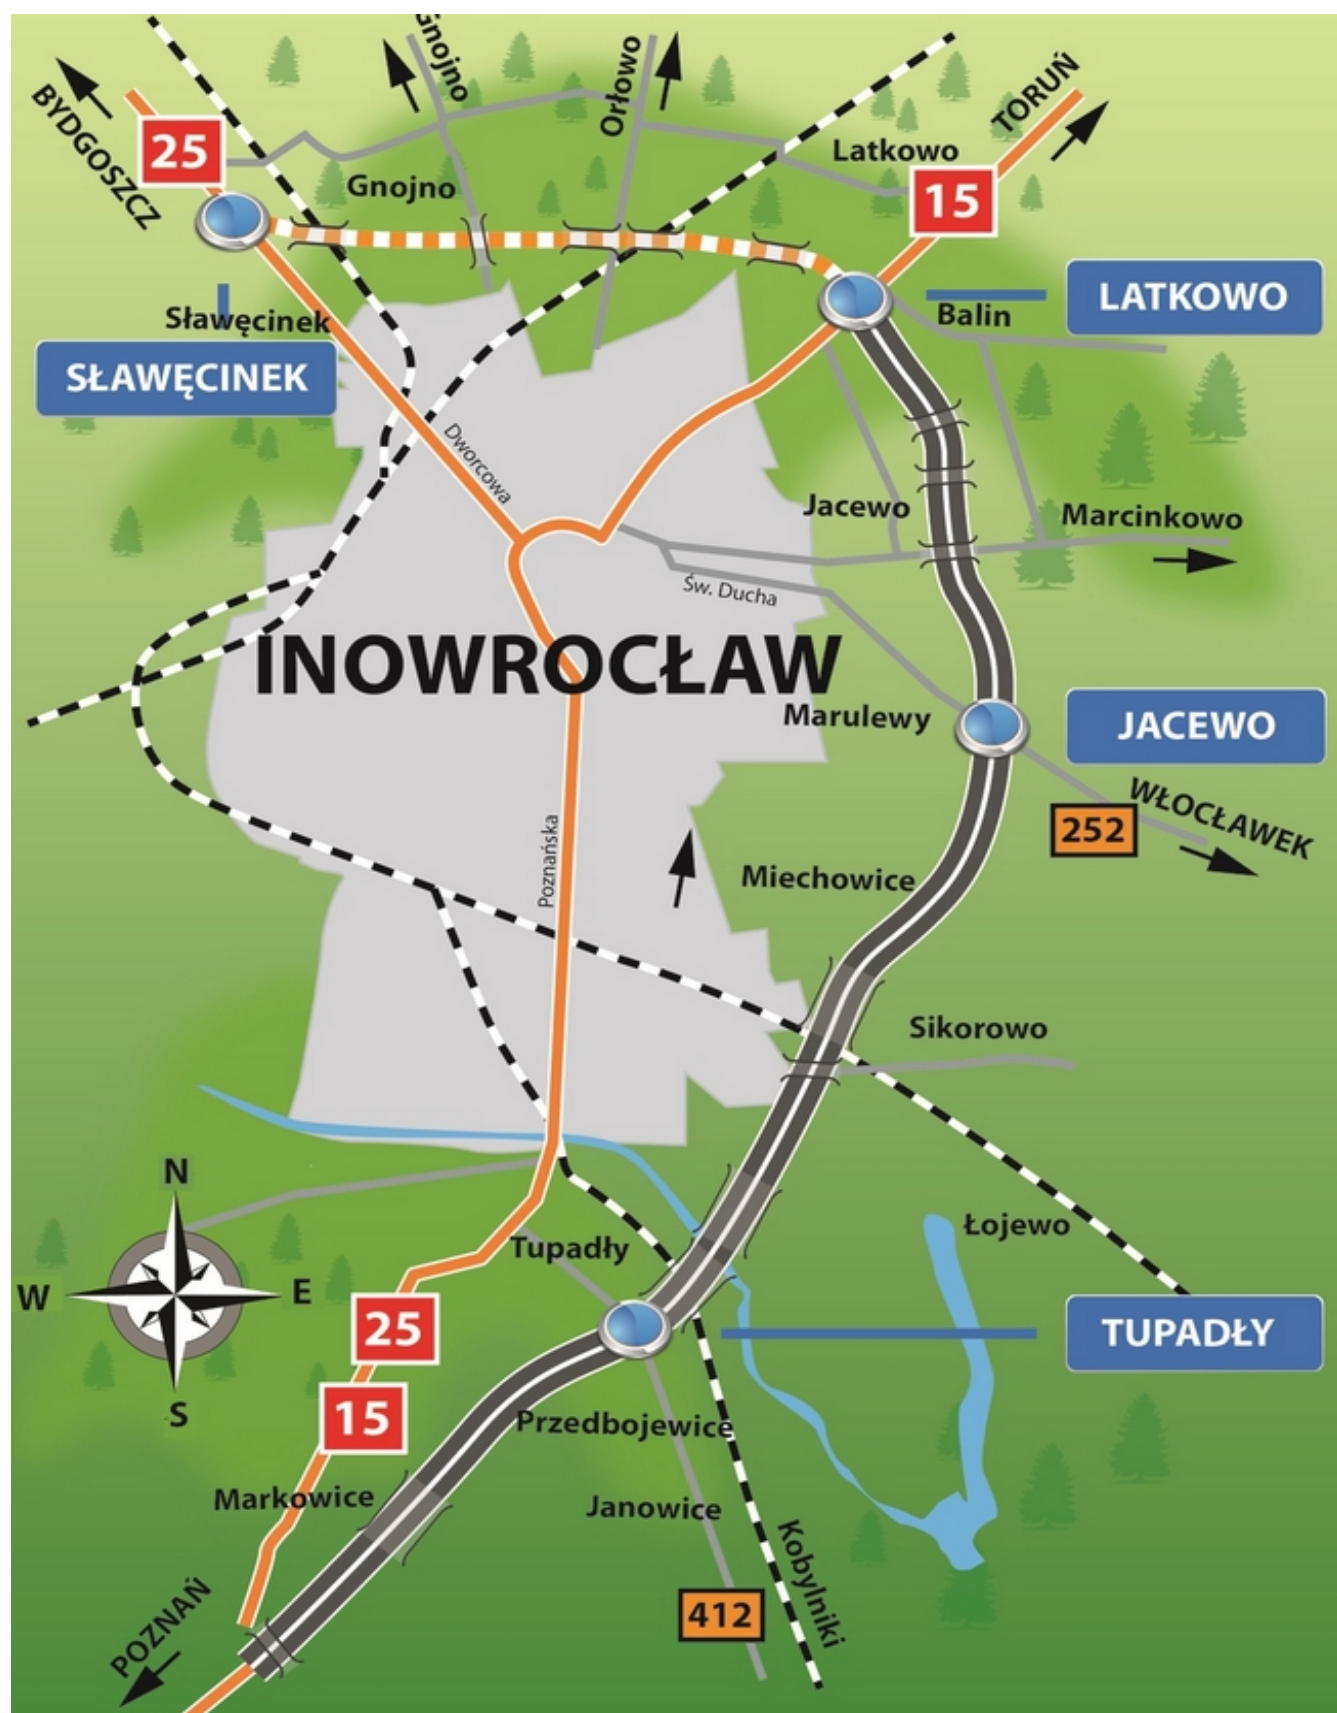 Gnojno
Orłowo
TORUŃ
BYDGOSZCZ
25
Latkowo
Gnojno
15
LATKOWO
Sławęcinek
Balin
SŁAWĘCINEK
Dworcowa
Jacewo
Marcinkowo
Św. Ducha
INOWROCŁAW
Marulewy
JACEWO
WŁOCŁAWEK
252
Poznańska
Miechowice
Sikorowo
N
Łojewo
Tupadły
W
E
25
TUPADŁY
S
15
Przedbojewice
Markowice
Janowice
Kobylniki
412
POZNAŃ